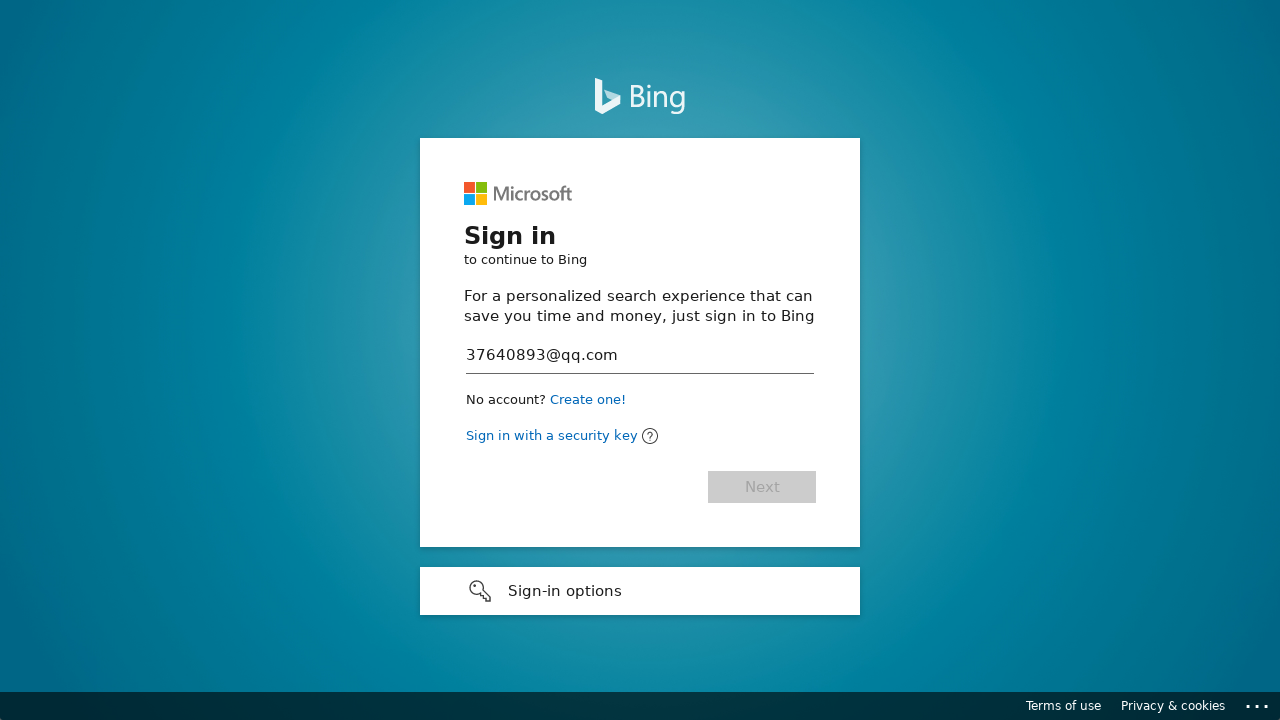 Bing
Microsoft
Sign in
to continue to Bing
For a personalized search experience that can
save you time and money, just sign in to Bing
37640893@qq.com
No account? Create one!
Sign in with a security key
Next
Sign-in options
Terms of use Privacy & cookies ...